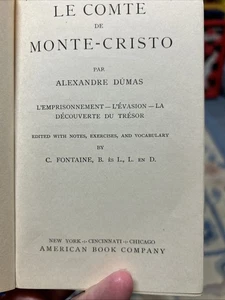 LE COMTE
DE
MONTE-CRISTO
PAR
ALEXANDRE DUMAS
L'EMPRISONNEMENT—L'ÉVASION—LA
DÉCOUVERTE DU TRÉSOR
EDITED WITH NOTES, EXERCISES, AND VOCABULARY
BY
C. FONTAINE, B. ÈS L., L. EN D.
NEW YORK ⁘ CINCINNATI ⁘ CHICAGO
AMERICAN BOOK COMPANY